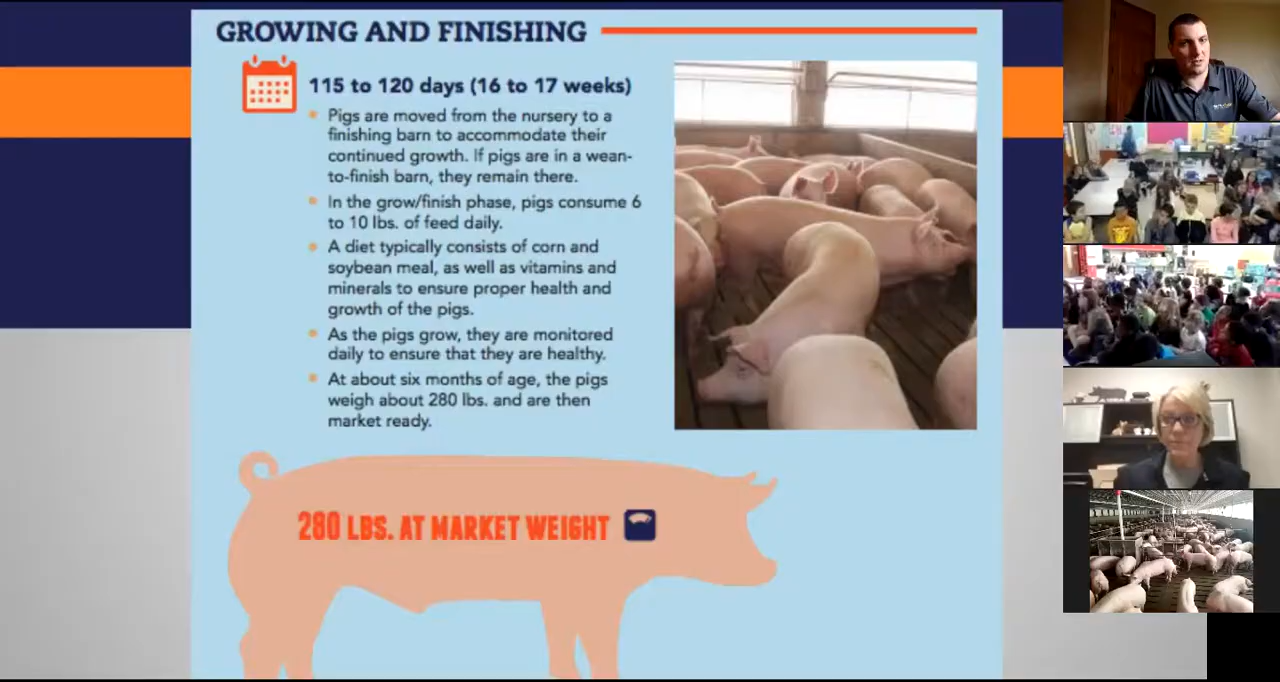 GROWING AND FINISHING
115 to 120 days (16 to 17 weeks)
Pigs are moved from the nursery to a
finishing barn to accommodate their
continued growth. If pigs are in a wean-
to-finish barn, they remain there.
In the grow/finish phase, pigs consume 6
to 10 lbs. of feed daily.
A diet typically consists of corn and
soybean meal, as well as vitamins and
minerals to ensure proper health and
growth of the pigs.
As the pigs grow, they are monitored
daily to ensure that they are healthy.
At about six months of age, the pigs
weigh about 280 lbs. and are then
market ready.
280 LBS. AT MARKET WEIGHT